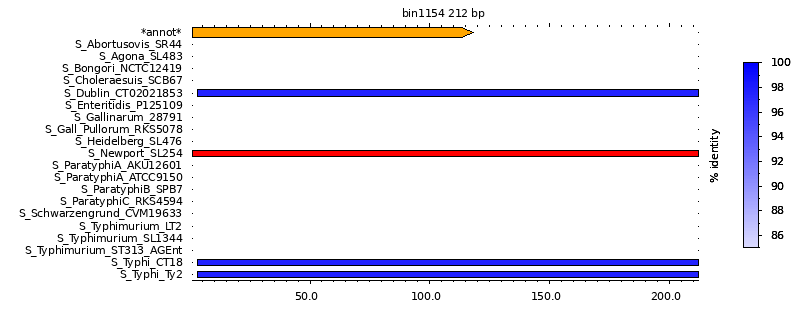 bin1154 212 bp
*annot*
S_Abortusovis_SR44
S_Agona_SL483
S_Bongori_NCTC12419
S_Choleraesuis_SCB67
S_Dublin_CT02021853
S_Enteritidis_P125109
S_Gallinarum_28791
S_Gall_Pullorum_RKS5078
S_Heidelberg_SL476
S_Newport_SL254
S_ParatyphiA_AKU12601
S_ParatyphiA_ATCC9150
S_ParatyphiB_SPB7
S_ParatyphiC_RKS4594
S_Schwarzengrund_CVM19633
S_Typhimurium_LT2
S_Typhimurium_SL1344
S_Typhimurium_ST313_AGEnt
S_Typhi_CT18
S_Typhi_Ty2
50.0 100.0 150.0 200.0
% identity
100
98
96
94
92
90
88
86